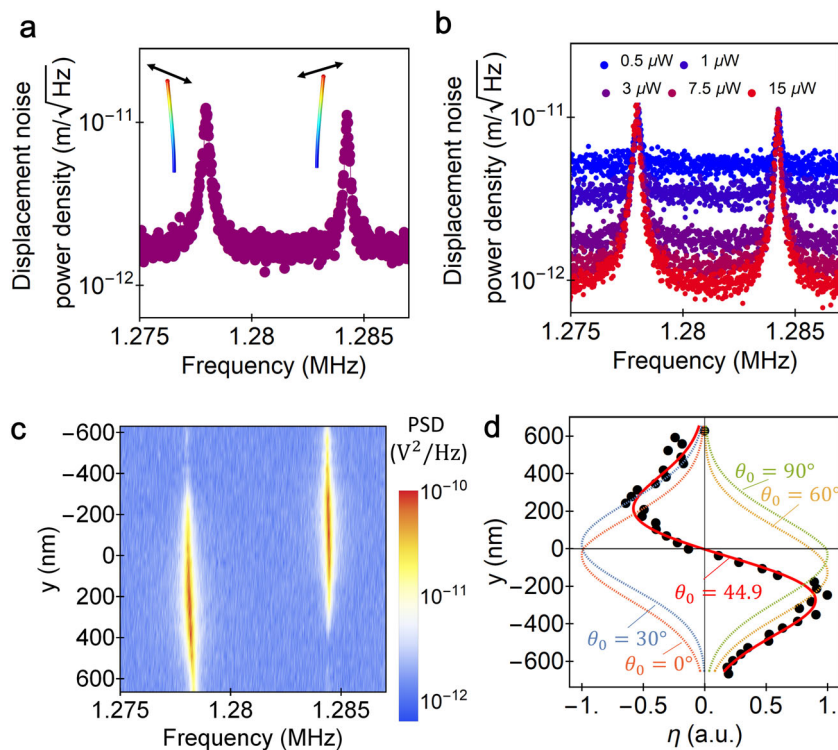 a
Displacement noise
power density (m/√Hz)
10⁻¹¹
10⁻¹²
1.275
1.28
1.285
Frequency (MHz)
b
0.5 µW
1 µW
3 µW
7.5 µW
15 µW
Displacement noise
power density (m/√Hz)
10⁻¹¹
10⁻¹²
1.275
1.28
1.285
Frequency (MHz)
c
PSD
(V²/Hz)
y (nm)
−600
−400
−200
0
200
400
600
1.275
1.28
1.285
Frequency (MHz)
10⁻¹⁰
10⁻¹¹
10⁻¹²
d
y (nm)
600
400
200
0
−200
−400
−600
θ₀ = 90°
θ₀ = 60°
θ₀ = 44.9
θ₀ = 30°
θ₀ = 0°
−1.
−0.5
0.
0.5
1.
η (a.u.)